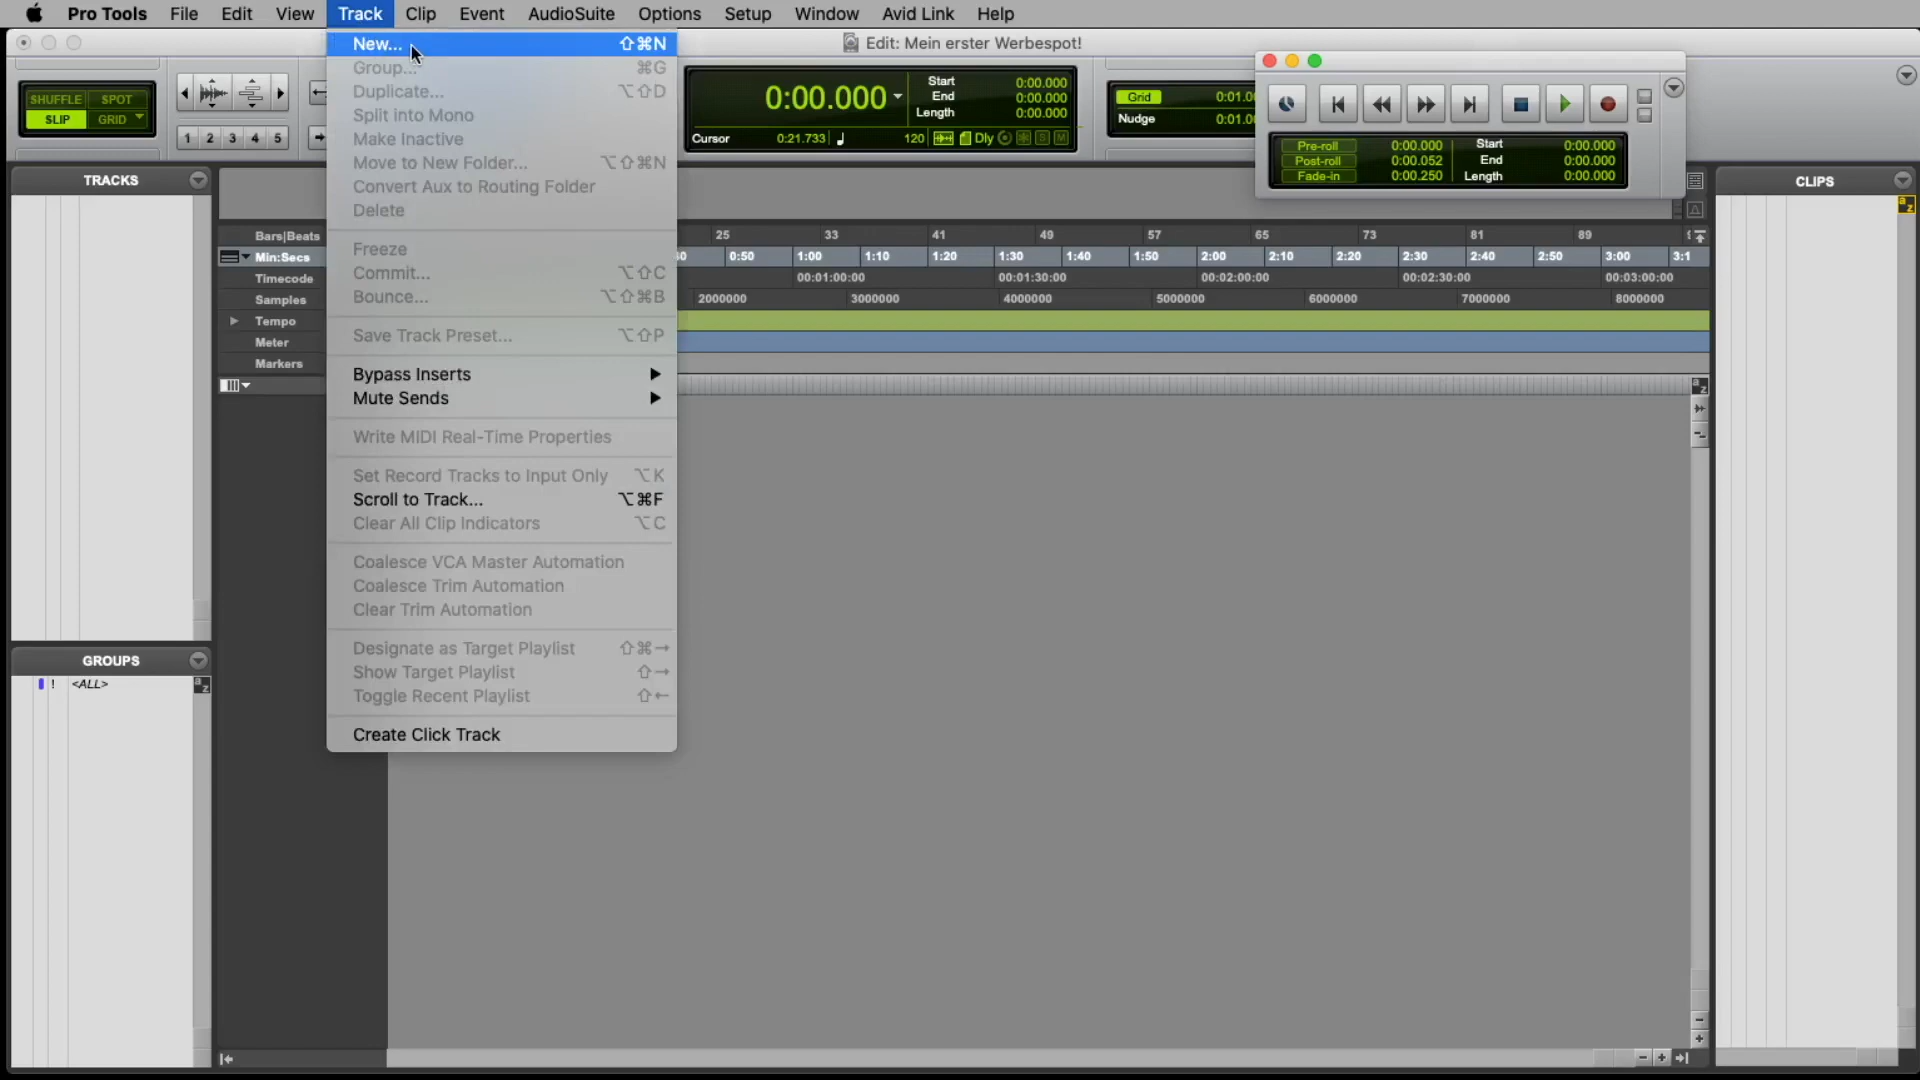 Pro Tools File Edit View Track Clip Event AudioSuite Options Setup Window Avid Link Help
Edit: Mein erster Werbespot!
New... ⇧⌘N
Group... ⌘G
Duplicate... ⌥⇧D
Split into Mono
Make Inactive
Move to New Folder... ⌥⇧⌘N
Convert Aux to Routing Folder
Delete
Freeze
Commit... ⌥⇧C
Bounce... ⌥⇧⌘B
Save Track Preset... ⌥⇧P
Bypass Inserts
Mute Sends
Write MIDI Real-Time Properties
Set Record Tracks to Input Only ⌥K
Scroll to Track... ⌥⌘F
Clear All Clip Indicators ⌥C
Coalesce VCA Master Automation
Coalesce Trim Automation
Clear Trim Automation
Designate as Target Playlist ⇧⌘→
Show Target Playlist ⇧→
Toggle Recent Playlist ⇧←
Create Click Track
SHUFFLE SPOT
SLIP GRID
1 2 3 4 5
0:00.000
Start 0:00.000
End 0:00.000
Length 0:00.000
Cursor 0:21.733 120 Dly S M
Grid 0:01.0
Nudge 0:01.0
Pre-roll 0:00.000 Start 0:00.000
Post-roll 0:00.052 End 0:00.000
Fade-in 0:00.250 Length 0:00.000
TRACKS
CLIPS
a z
Bars|Beats 25 33 41 49 57 65 73 81 89
Min:Secs 0:50 1:00 1:10 1:20 1:30 1:40 1:50 2:00 2:10 2:20 2:30 2:40 2:50 3:00 3:1
Timecode 00:01:00:00 00:01:30:00 00:02:00:00 00:02:30:00 00:03:00:00
Samples 2000000 3000000 4000000 5000000 6000000 7000000 8000000
Tempo
Meter
Markers
a z
GROUPS
! <ALL> a z